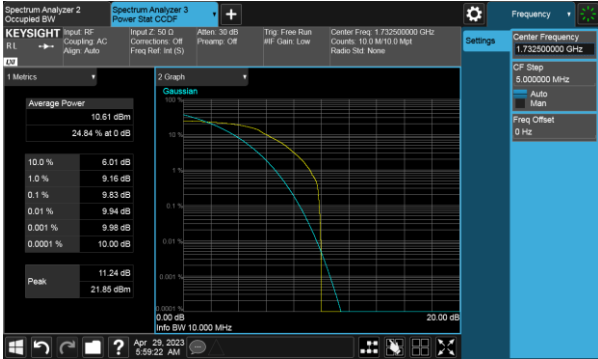 Spectrum Analyzer 2
Occupied BW
Spectrum Analyzer 3
Power Stat CCDF
Frequency
KEYSIGHT
RL
LXI
Input: RF
Coupling: AC
Align: Auto
Input Z: 50 Ω
Corrections: Off
Freq Ref: Int (S)
Atten: 30 dB
Preamp: Off
Trig: Free Run
#IF Gain: Low
Center Freq: 1.732500000 GHz
Counts: 10.0 M/10.0 Mpt
Radio Std: None
Settings
Center Frequency
1.732500000 GHz
CF Step
5.000000 MHz
Auto
Man
Freq Offset
0 Hz
1 Metrics
Average Power
10.61 dBm
24.84 % at 0 dB
10.0 % 6.01 dB
1.0 % 9.16 dB
0.1 % 9.83 dB
0.01 % 9.94 dB
0.001 % 9.98 dB
0.0001 % 10.00 dB
Peak
11.24 dB
21.85 dBm
2 Graph
Gaussian
100 %
10 %
1 %
0.1 %
0.01 %
0.001 %
0.0001 %
0.00 dB
20.00 dB
Info BW 10.000 MHz
?
Apr 29, 2023
5:59:22 AM